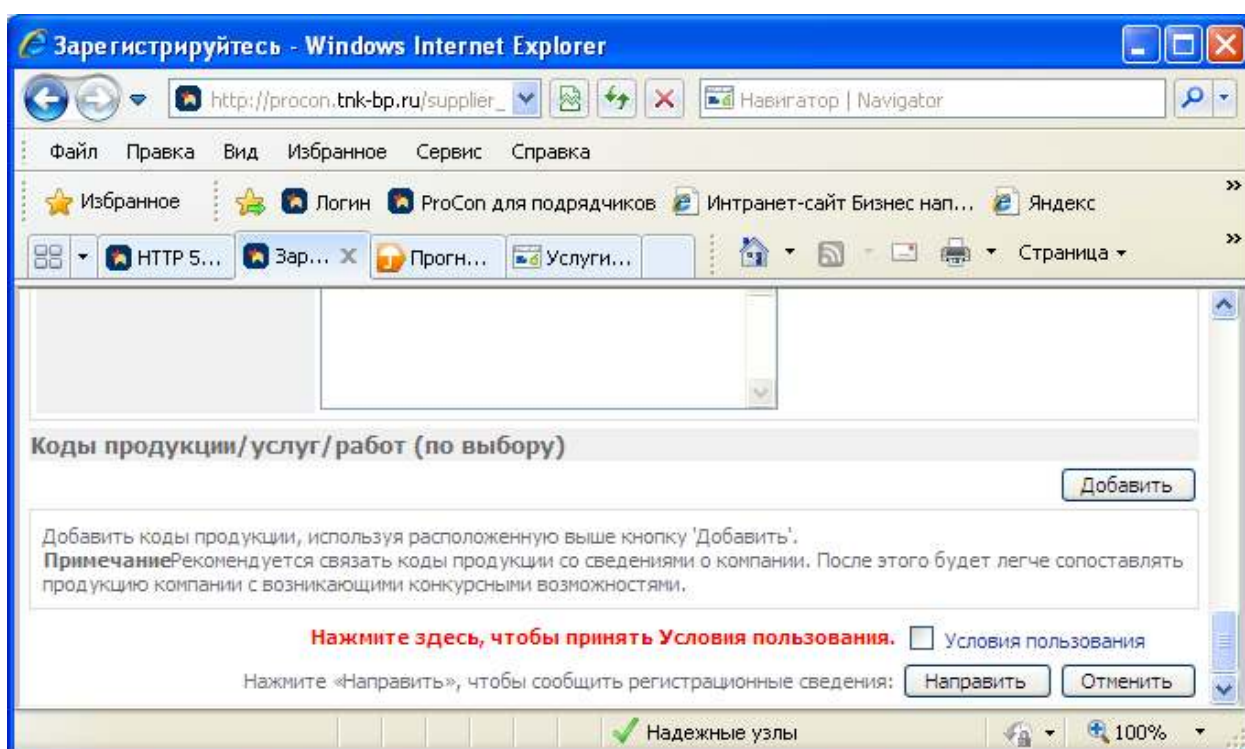 Зарегистрируйтесь - Windows Internet Explorer
http://procon.tnk-bp.ru/supplier_ Навигатор | Navigator
Файл Правка Вид Избранное Сервис Справка
Избранное Логин ProCon для подрядчиков Интранет-сайт Бизнес нап... Яндекс »
HTTP 5... Зар... X Прогн... Услуги... Страница »
Коды продукции/услуг/работ (по выбору)
Добавить
Добавить коды продукции, используя расположенную выше кнопку 'Добавить'.
ПримечаниеРекомендуется связать коды продукции со сведениями о компании. После этого будет легче сопоставлять
продукцию компании с возникающими конкурсными возможностями.
Нажмите здесь, чтобы принять Условия пользования. Условия пользования
Нажмите «Направить», чтобы сообщить регистрационные сведения: Направить Отменить
Надежные узлы 100%